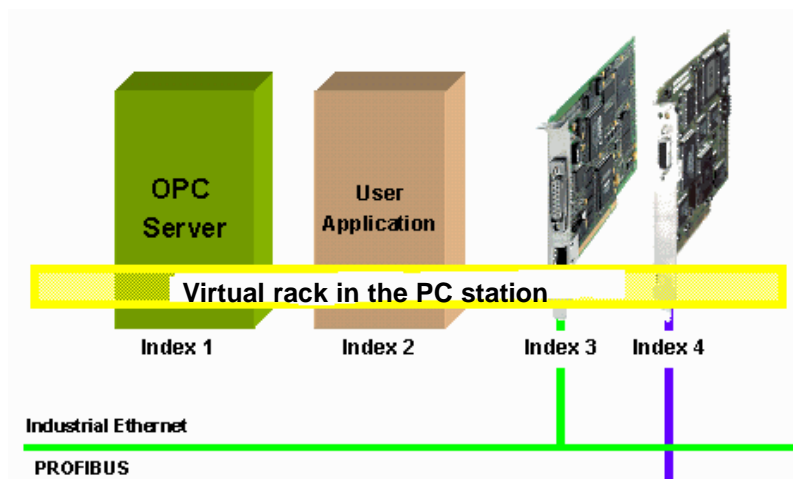 OPC
Server
User
Application
Virtual rack in the PC station
Index 1
Index 2
Index 3
Index 4
Industrial Ethernet
PROFIBUS